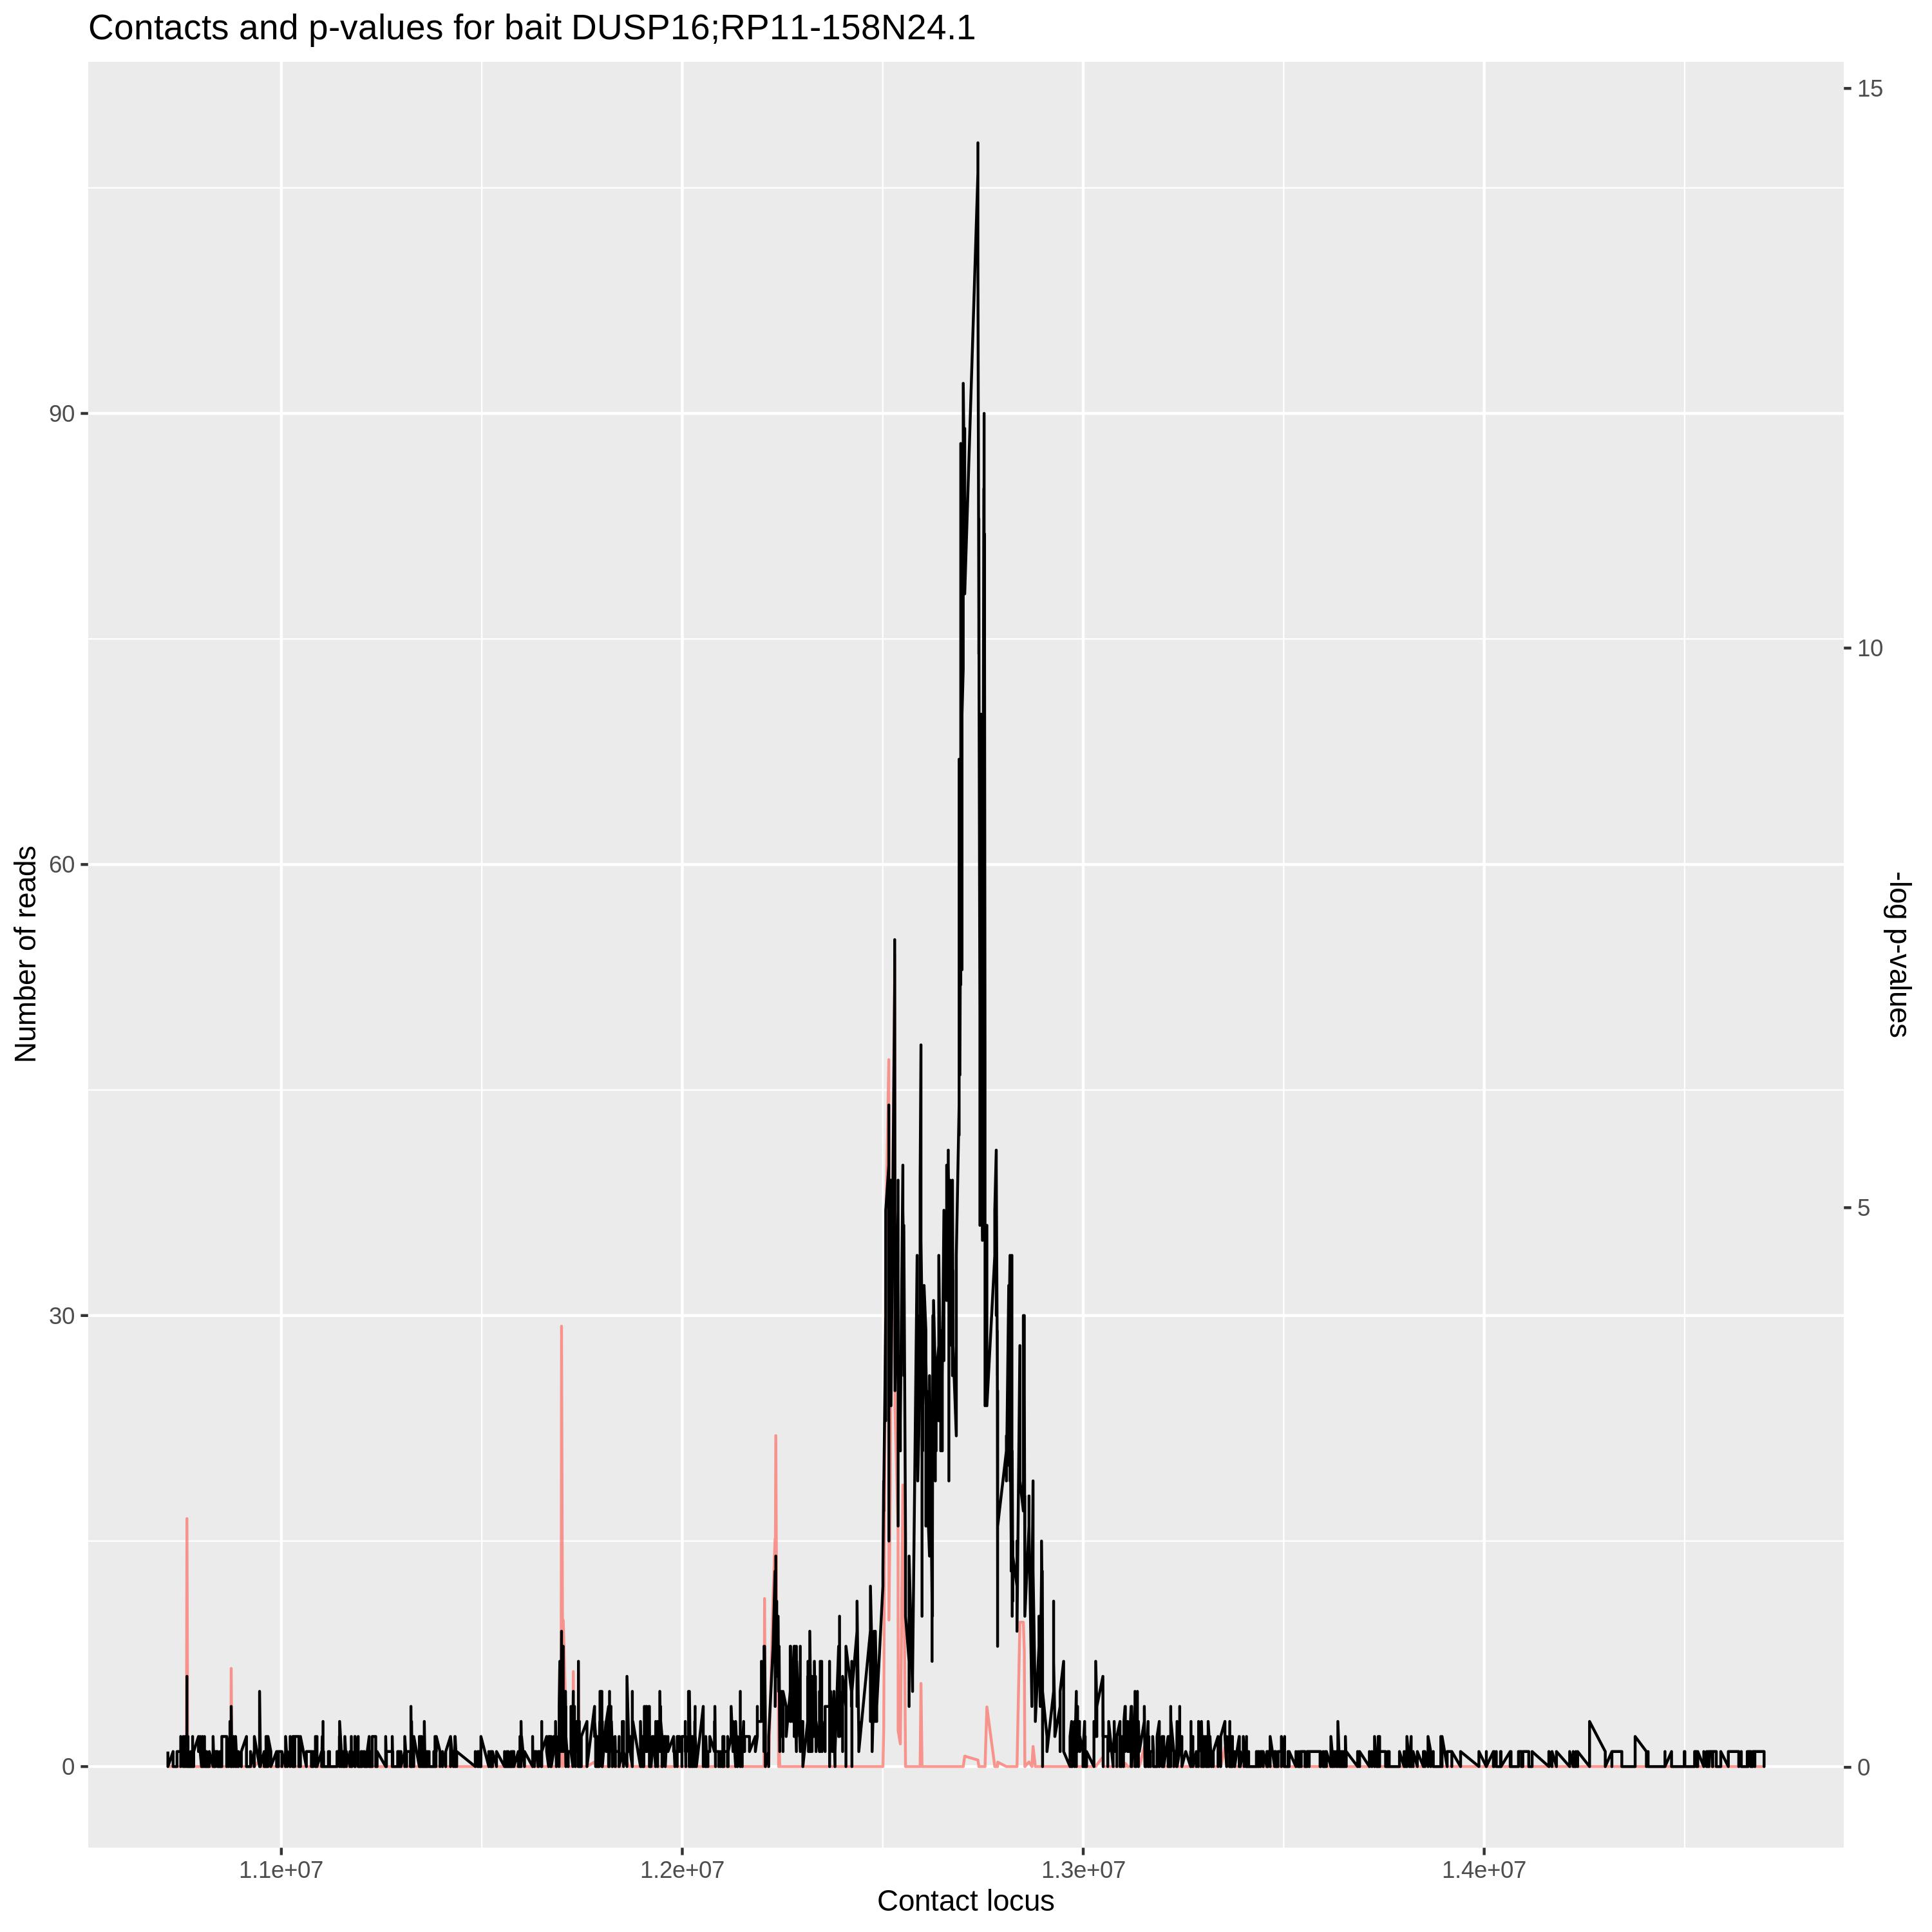 Contacts and p-values for bait DUSP16;RP11-158N24.1
15
90
10
60
Number of reads
-log p-values
5
30
0
0
1.1e+07 1.2e+07 1.3e+07 1.4e+07
Contact locus